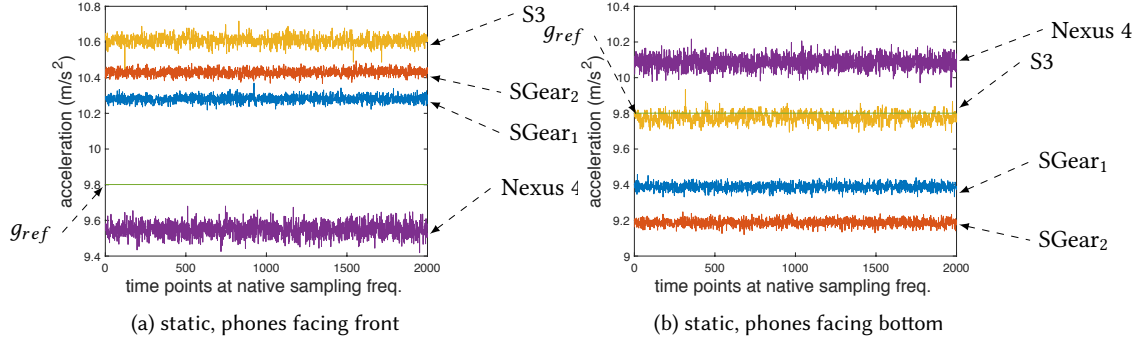 S3
10.8
10.6
10.4
10.2
10
9.8
9.6
9.4
acceleration (m/s²)
0 500 1000 1500 2000
time points at native sampling freq.
SGear₂
SGear₁
Nexus 4
g_ref
(a) static, phones facing front
g_ref
10.4
10.2
10.0
9.8
9.6
9.4
9.2
9
acceleration (m/s²)
0 500 1000 1500 2000
time points at native sampling freq.
Nexus 4
S3
SGear₁
SGear₂
(b) static, phones facing bottom